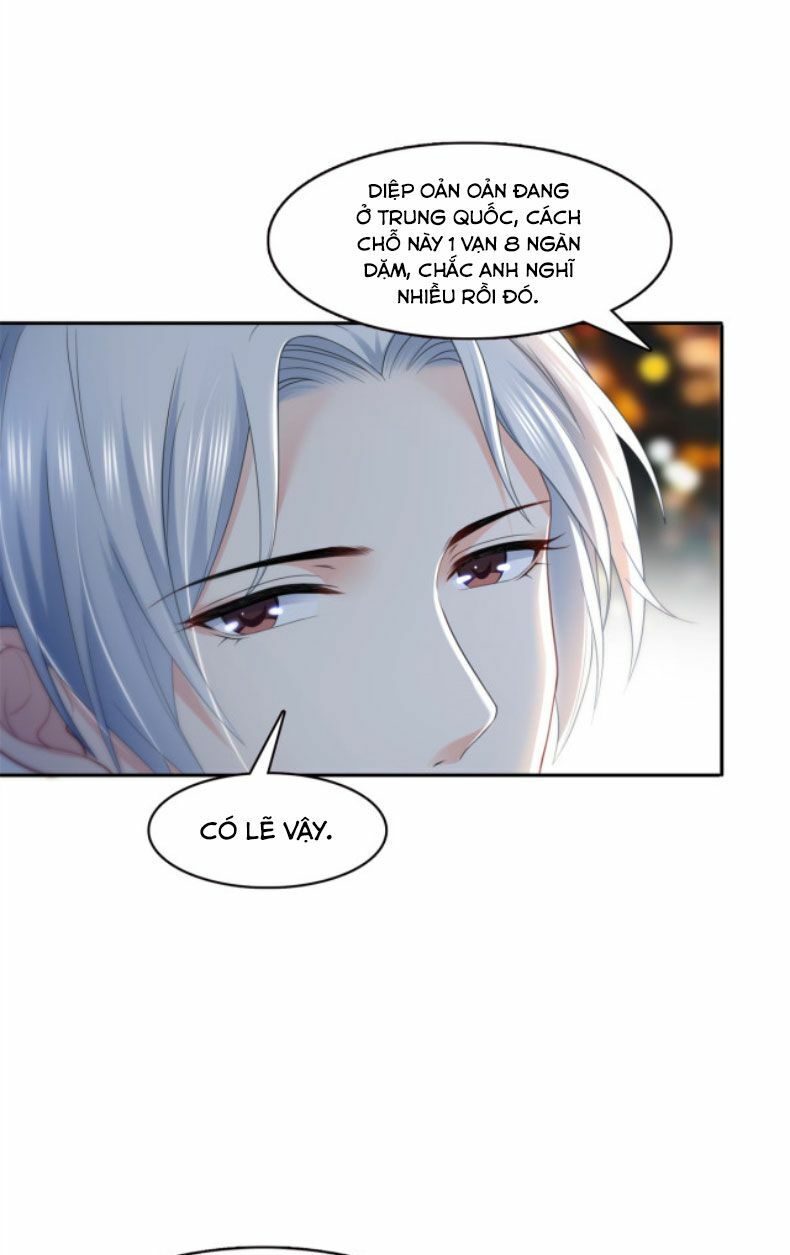 DIỆP OẢN OẢN ĐANG
Ở TRUNG QUỐC, CÁCH
CHỖ NÀY 1 VẠN 8 NGÀN
DẶM, CHẮC ANH NGHĨ
NHIỀU RỒI ĐÓ.
CÓ LẼ VẬY.